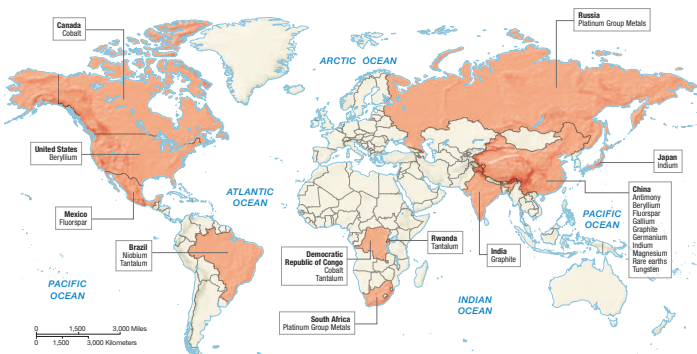 Canada
Cobalt
Russia
Platinum Group Metals
ARCTIC OCEAN
United States
Beryllium
Japan
Indium
Mexico
Fluorspar
ATLANTIC
OCEAN
China
Antimony
Beryllium
Fluorspar
Gallium
Graphite
Germanium
Indium
Magnesium
Rare earths
Tungsten
PACIFIC
OCEAN
Brazil
Niobium
Tantalum
Democratic
Republic of Congo
Cobalt
Tantalum
Rwanda
Tantalum
India
Graphite
PACIFIC
OCEAN
INDIAN
OCEAN
South Africa
Platinum Group Metals
0 1,500 3,000 Miles
0 1,500 3,000 Kilometers